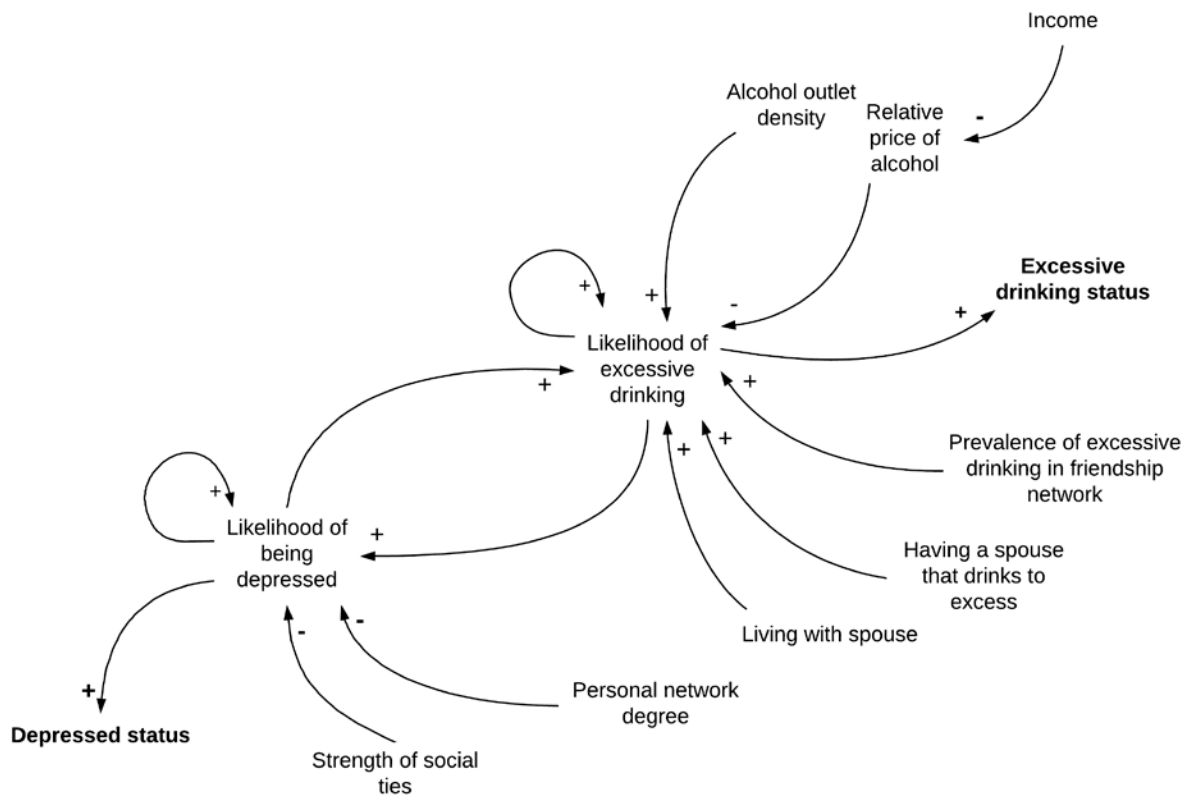 Income
Alcohol outlet
density
Relative
price of
alcohol
-
Excessive
drinking status
+
+
-
+
Likelihood of
excessive
drinking
+
+
+
+
Prevalence of excessive
drinking in friendship
network
+
Likelihood of
being
depressed
+
Having a spouse
that drinks to
excess
Living with spouse
-
-
+
Personal network
degree
Depressed status
Strength of social
ties